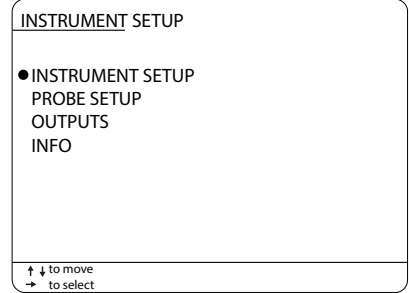 INSTRUMENT SETUP
●INSTRUMENT SETUP
PROBE SETUP
OUTPUTS
INFO
↑ ↓ to move
→ to select